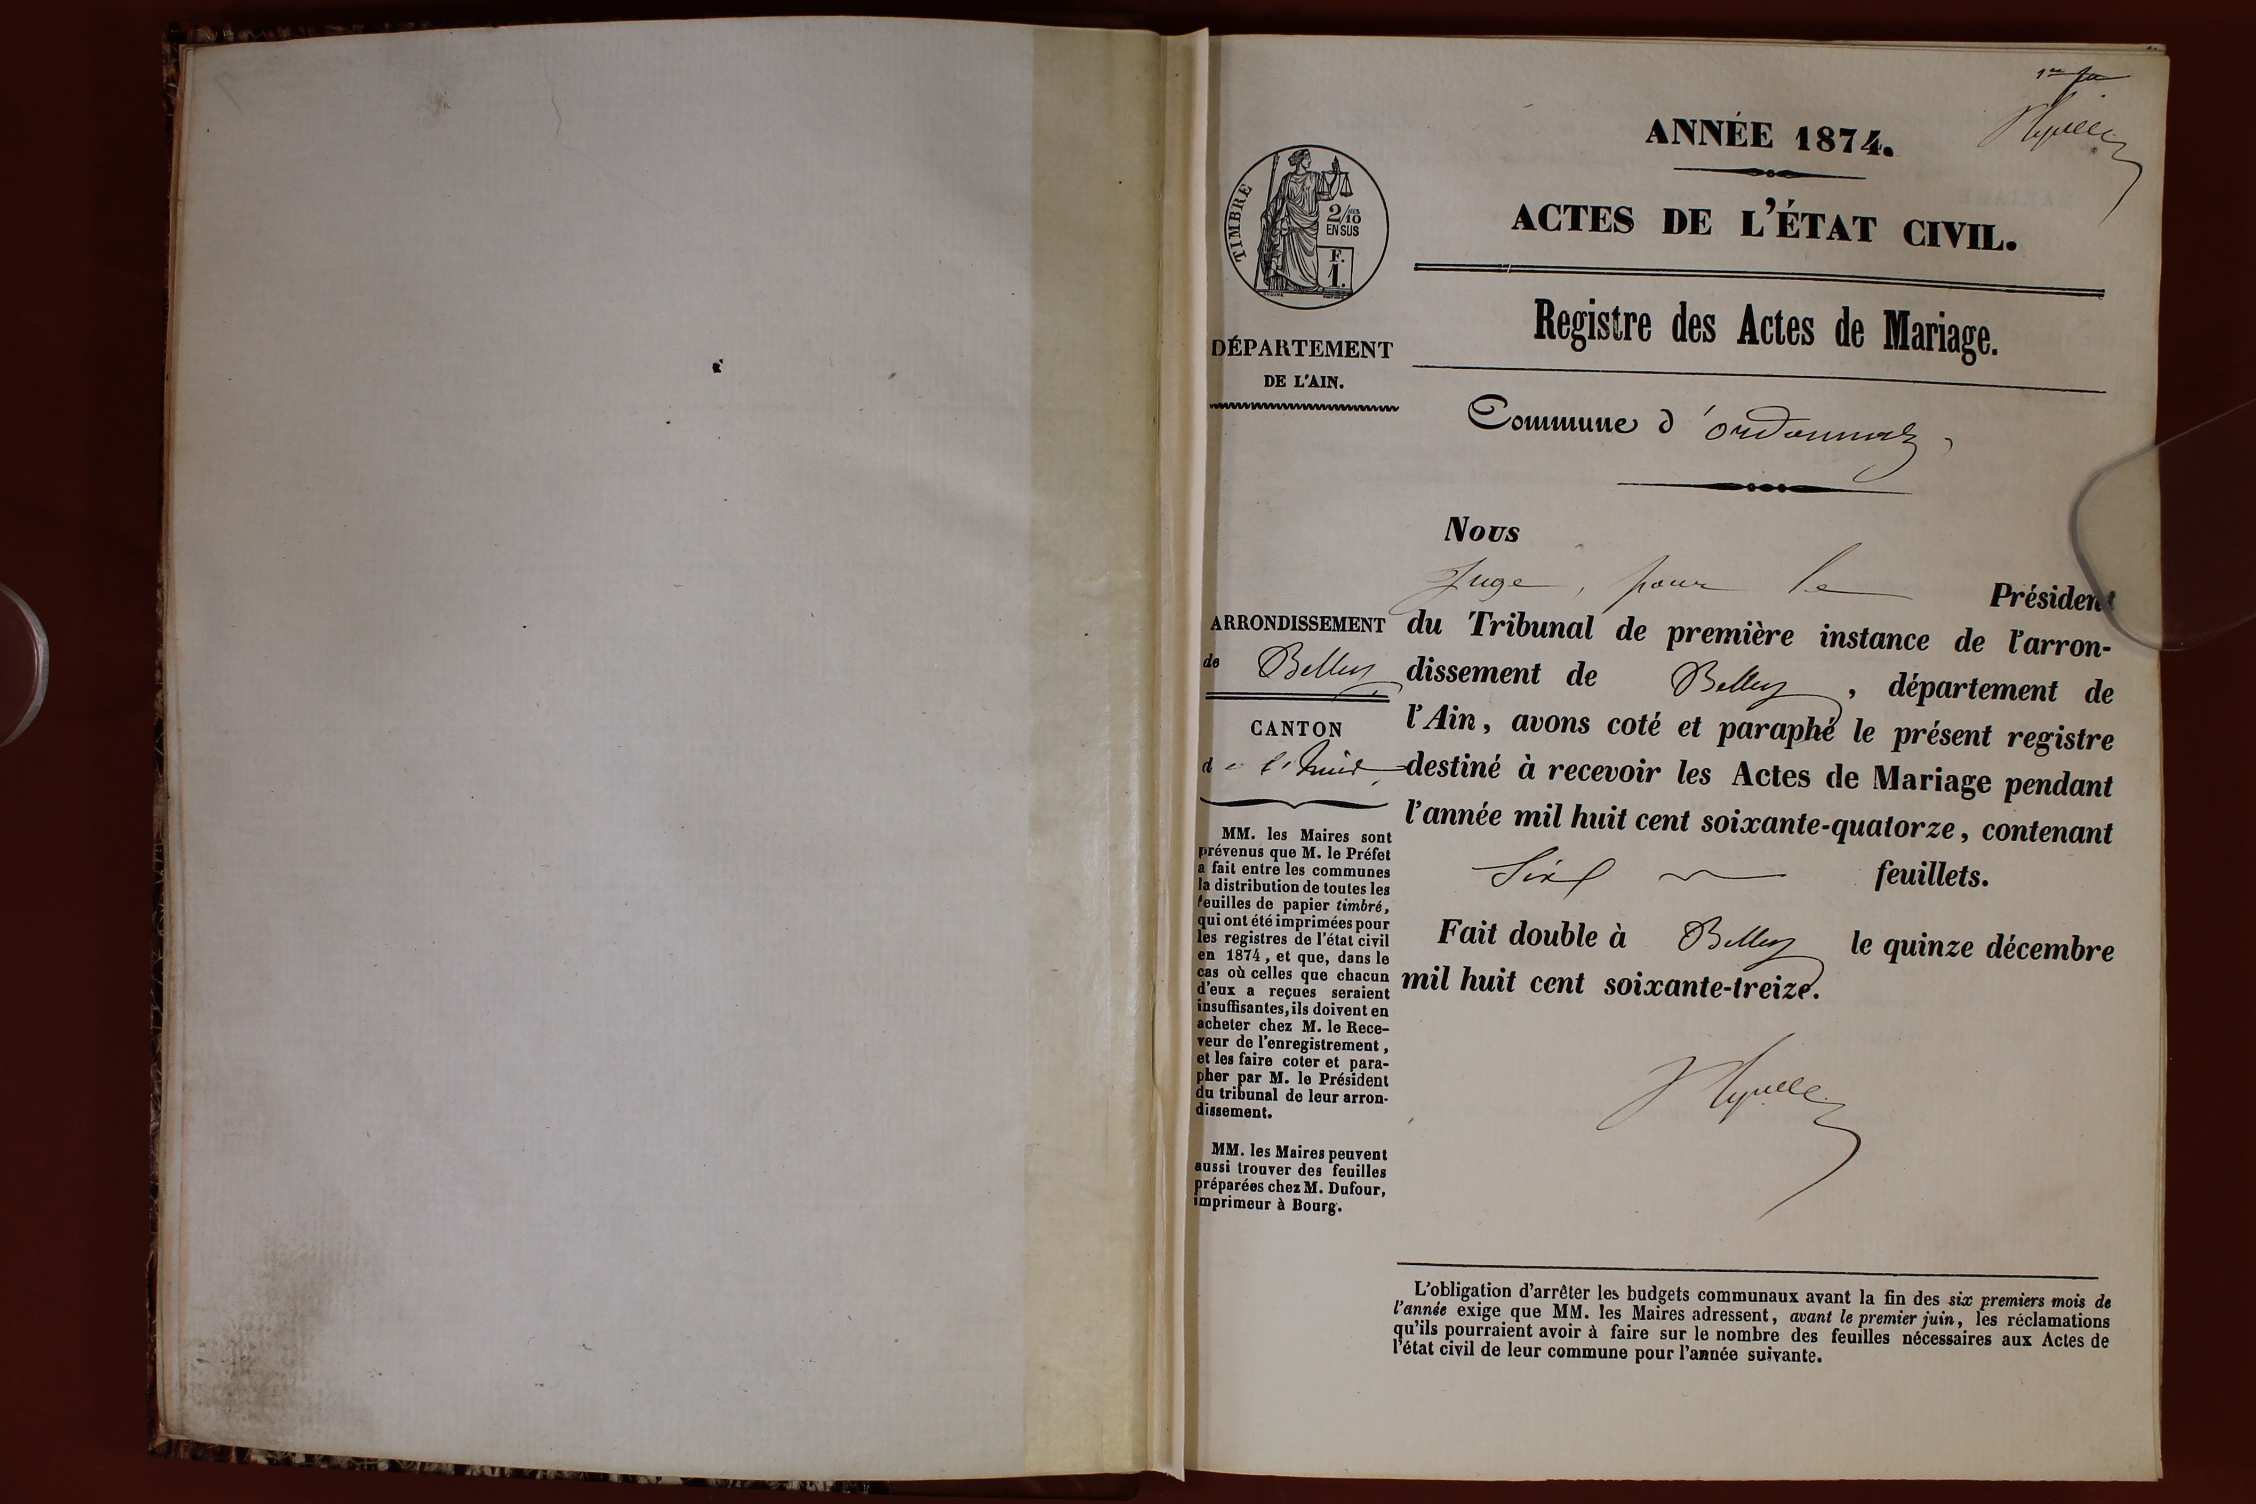 ANNÉE 1874.
ACTES DE L'ÉTAT CIVIL.
Registre des Actes de Mariage.
Commune d'Ordonnaz,
TIMBRE
2/10
EN SUS
F.
1.
DÉPARTEMENT
DE L'AIN.
ARRONDISSEMENT
de Belley
CANTON
de l'huis
MM. les Maires sont
prévenus que M. le Préfet
a fait entre les communes
la distribution de toutes les
feuilles de papier timbré,
qui ont été imprimées pour
les registres de l'état civil
en 1874, et que, dans le
cas où celles que chacun
d'eux a reçues seraient
insuffisantes, ils doivent en
acheter chez M. le Rece-
veur de l'enregistrement,
et les faire coter et para-
pher par M. le Président
du tribunal de leur arron-
dissement.
MM. les Maires peuvent
aussi trouver des feuilles
préparées chez M. Dufour,
imprimeur à Bourg.
Nous
Juge, pour le Président
du Tribunal de première instance de l'arron-
dissement de Belley, département de
l'Ain, avons coté et paraphé le présent registre
destiné à recevoir les Actes de Mariage pendant
l'année mil huit cent soixante-quatorze, contenant
Six feuillets.
Fait double à Belley le quinze décembre
mil huit cent soixante-treize.
L'obligation d'arrêter les budgets communaux avant la fin des six premiers mois de
l'année exige que MM. les Maires adressent, avant le premier juin, les réclamations
qu'ils pourraient avoir à faire sur le nombre des feuilles nécessaires aux Actes de
l'état civil de leur commune pour l'année suivante.